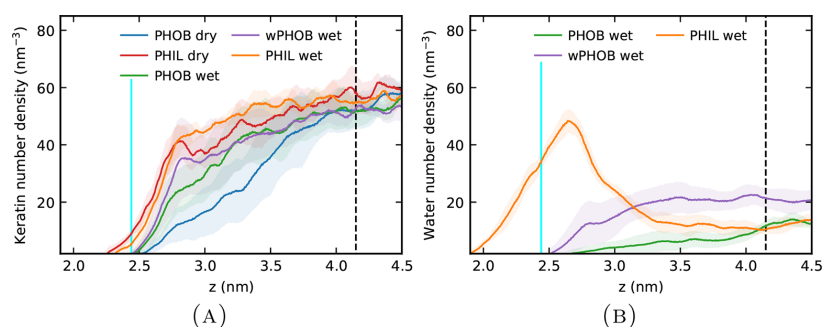 Keratin number density (nm⁻³)
80
60
40
20
PHOB dry
wPHOB wet
PHIL dry
PHIL wet
PHOB wet
2.0 2.5 3.0 3.5 4.0 4.5
z (nm)
(A)
Water number density (nm⁻³)
80
60
40
20
PHOB wet
PHIL wet
wPHOB wet
2.0 2.5 3.0 3.5 4.0 4.5
z (nm)
(B)